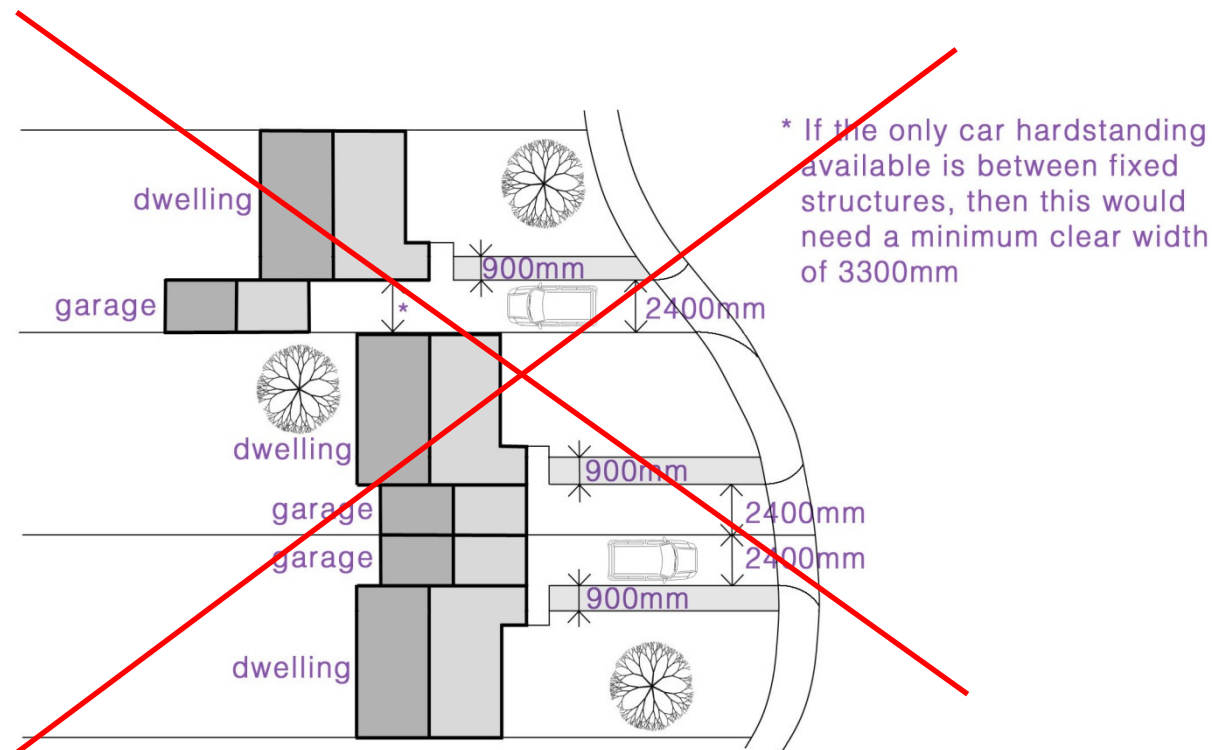 * If the only car hardstanding
available is between fixed
structures, then this would
need a minimum clear width
of 3300mm
dwelling
900mm
garage
*
2400mm
dwelling
900mm
garage
2400mm
garage
2400mm
900mm
dwelling